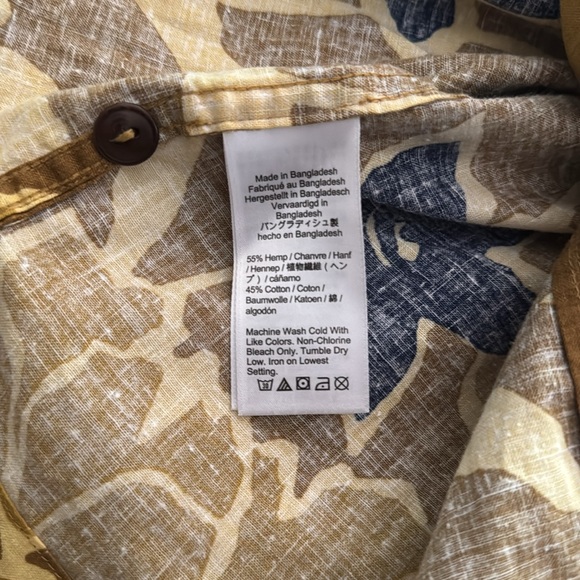 Made in Bangladesh
Fabriqué au Bangladesh
Hergestellt in Bangladesch
Vervaardigd in
Bangladesh
バングラディシュ製
hecho en Bangladesh
55% Hemp / Chanvre / Hanf
/ Hennep / 植物繊維（ヘン
プ）/ cáñamo
45% Cotton / Coton /
Baumwolle / Katoen / 綿 /
algodón
Machine Wash Cold With
Like Colors. Non-Chlorine
Bleach Only. Tumble Dry
Low. Iron on Lowest
Setting.